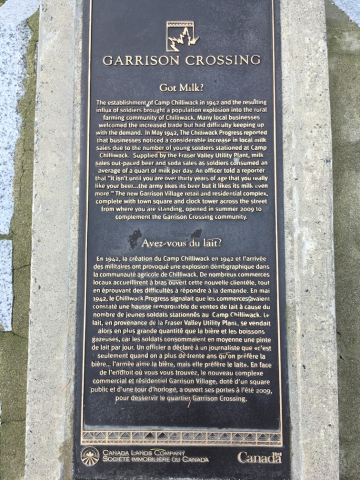 GARRISON CROSSING
Got Milk?
The establishment of Camp Chilliwack in 1942 and the resulting
influx of soldiers brought a population explosion into the rural
farming community of Chilliwack. Many local businesses
welcomed the increased trade but had difficulty keeping up
with the demand. In May 1942, The Chilliwack Progress reported
that businesses noticed a considerable increase in local milk
sales due to the number of young soldiers stationed at Camp
Chilliwack. Supplied by the Fraser Valley Utility Plant, milk
sales out-paced beer and soda sales as soldiers consumed an
average of a quart of milk per day. An officer told a reporter
that "it isn't until you are over thirty years of age that you really
like your beer...the army likes its beer but it likes its milk even
more." The new Garrison Village retail and residential complex,
complete with town square and clock tower across the street
from where you are standing, opened in summer 2009 to
complement the Garrison Crossing community.
Avez-vous du lait?
En 1942, la création du Camp Chilliwack en 1942 et l'arrivée
des militaires ont provoqué une explosion démographique dans
la communauté agricole de Chilliwack. De nombreux commerces
locaux accueillirent à bras ouvert cette nouvelle clientèle, tout
en éprouvant des difficultés à répondre à la demande. En mai
1942, le Chilliwack Progress signalait que les commerces avaient
constaté une hausse remarquable de ventes de lait à cause du
nombre de jeunes soldats stationnés au Camp Chilliwack. Le
lait, en provenance de la Fraser Valley Utility Plant, se vendait
alors en plus grande quantité que la bière et les boissons
gazeuses, car les soldats consommaient en moyenne une pinte
de lait par jour. Un officier a déclaré à un journaliste que «c'est
seulement quand on a plus de trente ans qu'on préfère la
bière... l'armée aime la bière, mais elle préfère le lait». En face
de l'endroit où vous vous trouvez, le nouveau complexe
commercial et résidentiel Garrison Village, doté d'un square
public et d'une tour d'horloge, a ouvert ses portes à l'été 2009,
pour desservir le quartier Garrison Crossing.
CANADA LANDS COMPANY
SOCIÉTÉ IMMOBILIÈRE DU CANADA
Canada